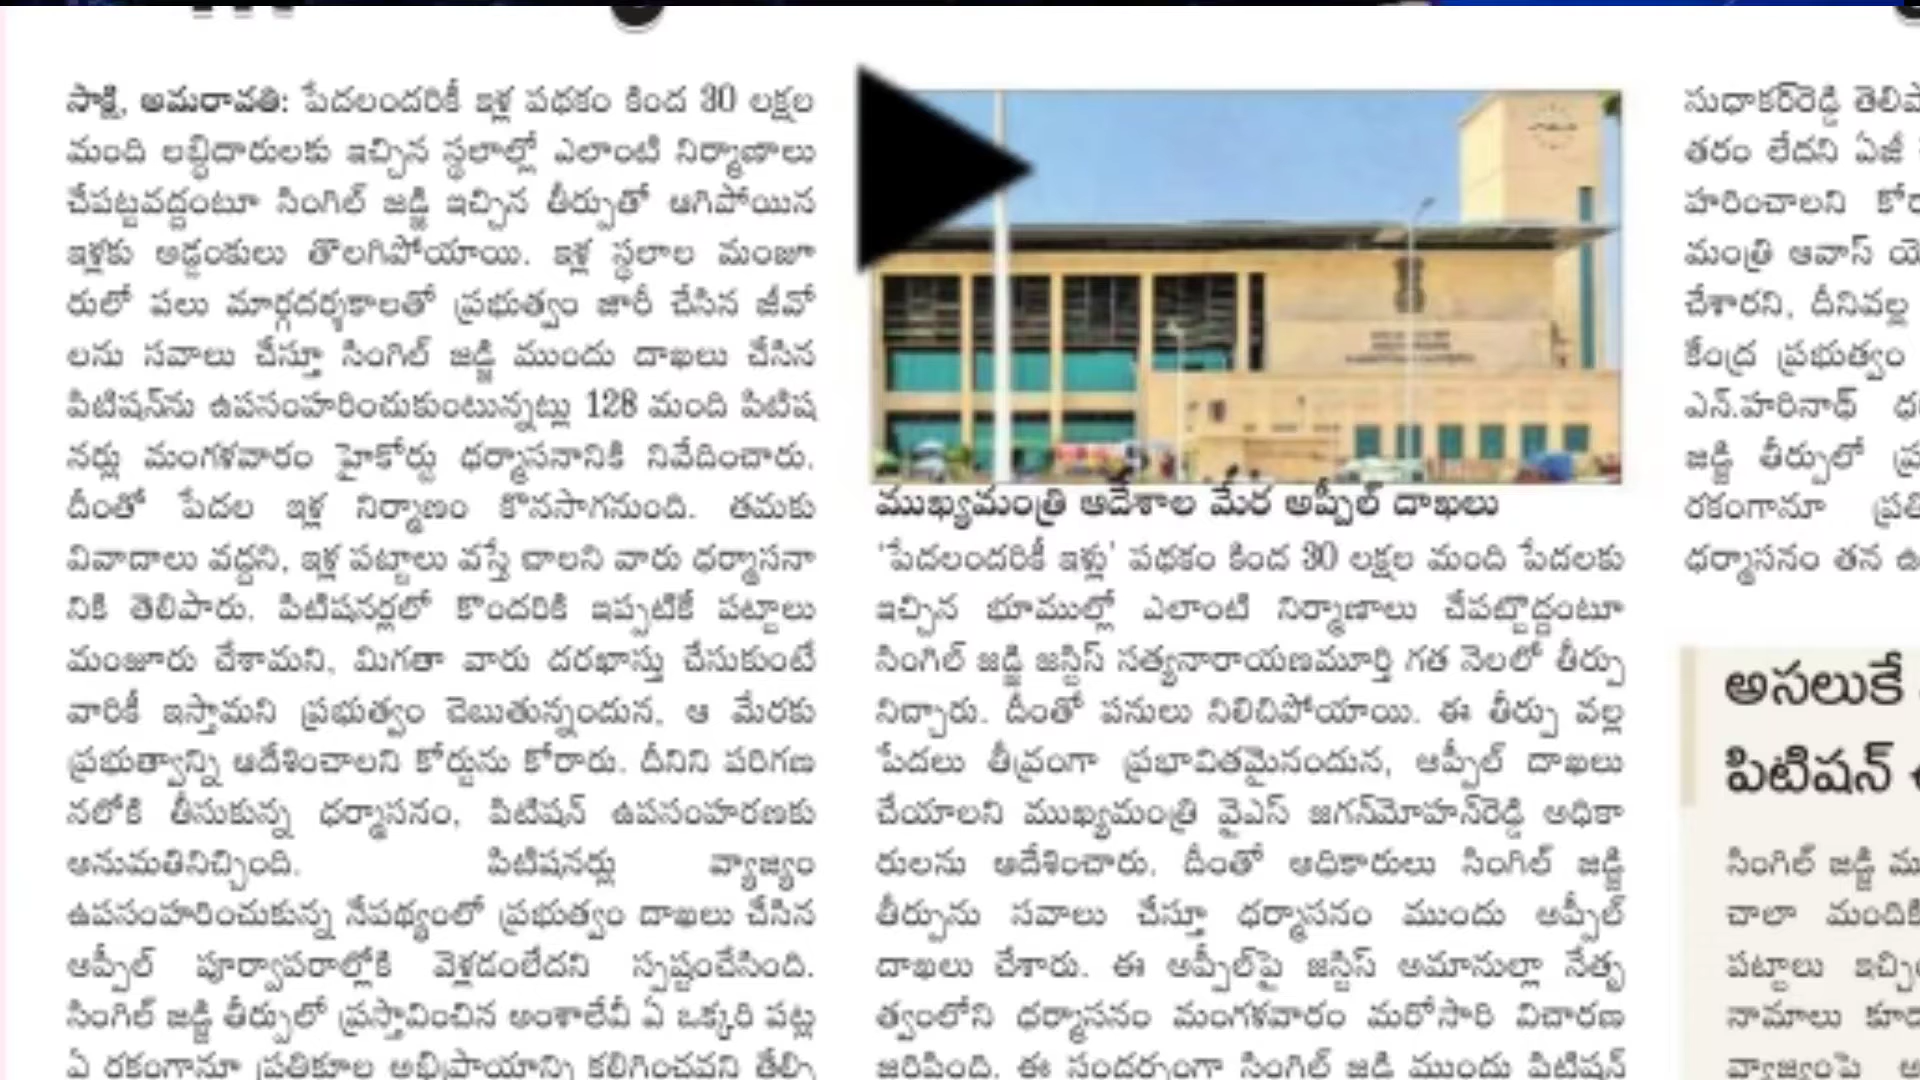 సాక్షి, అమరావతి: పేదలందరికీ ఇళ్ల పథకం కింద 30 లక్షల
మంది లబ్ధిదారులకు ఇచ్చిన స్థలాల్లో ఎలాంటి నిర్మాణాలు
చేపట్టవద్దంటూ సింగిల్ జడ్జి ఇచ్చిన తీర్పుతో ఆగిపోయిన
ఇళ్లకు అడ్డంకులు తొలగిపోయాయి. ఇళ్ల స్థలాల మంజూ
రులో పలు మార్గదర్శకాలతో ప్రభుత్వం జారీ చేసిన జీవో
లను సవాలు చేస్తూ సింగిల్ జడ్జి ముందు దాఖలు చేసిన
పిటిషన్‌ను ఉపసంహరించుకుంటున్నట్లు 128 మంది పిటిష
నర్లు మంగళవారం హైకోర్టు ధర్మాసనానికి నివేదించారు.
దీంతో పేదల ఇళ్ల నిర్మాణం కొనసాగనుంది. తమకు
వివాదాలు వద్దని, ఇళ్ల పట్టాలు వస్తే చాలని వారు ధర్మాసనా
నికి తెలిపారు. పిటిషనర్లలో కొందరికి ఇప్పటికే పట్టాలు
మంజూరు చేశామని, మిగతా వారు దరఖాస్తు చేసుకుంటే
వారికీ ఇస్తామని ప్రభుత్వం చెబుతున్నందున, ఆ మేరకు
ప్రభుత్వాన్ని ఆదేశించాలని కోర్టును కోరారు. దీనిని పరిగణ
నలోకి తీసుకున్న ధర్మాసనం, పిటిషన్ ఉపసంహరణకు
అనుమతినిచ్చింది. పిటిషనర్లు వ్యాజ్యం
ఉపసంహరించుకున్న నేపథ్యంలో ప్రభుత్వం దాఖలు చేసిన
అప్పీల్ పూర్వాపరాల్లోకి వెళ్లడంలేదని స్పష్టంచేసింది.
సింగిల్ జడ్జి తీర్పులో ప్రస్తావించిన అంశాలేవీ ఏ ఒక్కరి పట్ల
ఏ రకంగానూ ప్రతికూల అభిప్రాయాన్ని కలిగించవని తేల్చి
ముఖ్యమంత్రి ఆదేశాల మేర అప్పీల్ దాఖలు
'పేదలందరికీ ఇళ్లు' పథకం కింద 30 లక్షల మంది పేదలకు
ఇచ్చిన భూముల్లో ఎలాంటి నిర్మాణాలు చేపట్టొద్దంటూ
సింగిల్ జడ్జి జస్టిస్ సత్యనారాయణమూర్తి గత నెలలో తీర్పు
నిచ్చారు. దీంతో పనులు నిలిచిపోయాయి. ఈ తీర్పు వల్ల
పేదలు తీవ్రంగా ప్రభావితమైనందున, అప్పీల్ దాఖలు
చేయాలని ముఖ్యమంత్రి వైఎస్ జగన్‌మోహన్‌రెడ్డి అధికా
రులను ఆదేశించారు. దీంతో అధికారులు సింగిల్ జడ్జి
తీర్పును సవాలు చేస్తూ ధర్మాసనం ముందు అప్పీల్
దాఖలు చేశారు. ఈ అప్పీల్‌పై జస్టిస్ అమానుల్లా నేతృ
త్వంలోని ధర్మాసనం మంగళవారం మరోసారి విచారణ
జరిపింది. ఈ సందర్భంగా సింగిల్ జడ్జి ముందు పిటిషన్
సుధాకర్‌రెడ్డి
తరం లేదని ఏజీ
హరించాలని
మంత్రి ఆవాస్
చేశారని, దీనివల్ల
కేంద్ర ప్రభుత్వం
ఎన్.హరినాథ్
జడ్జి తీర్పులో
రకంగానూ
ధర్మాసనం తన
అసలుకే
పిటిషన్
సింగిల్ జడ్జి
చాలా
పట్టాలు
నామాలు
వ్యాజ్యంపై